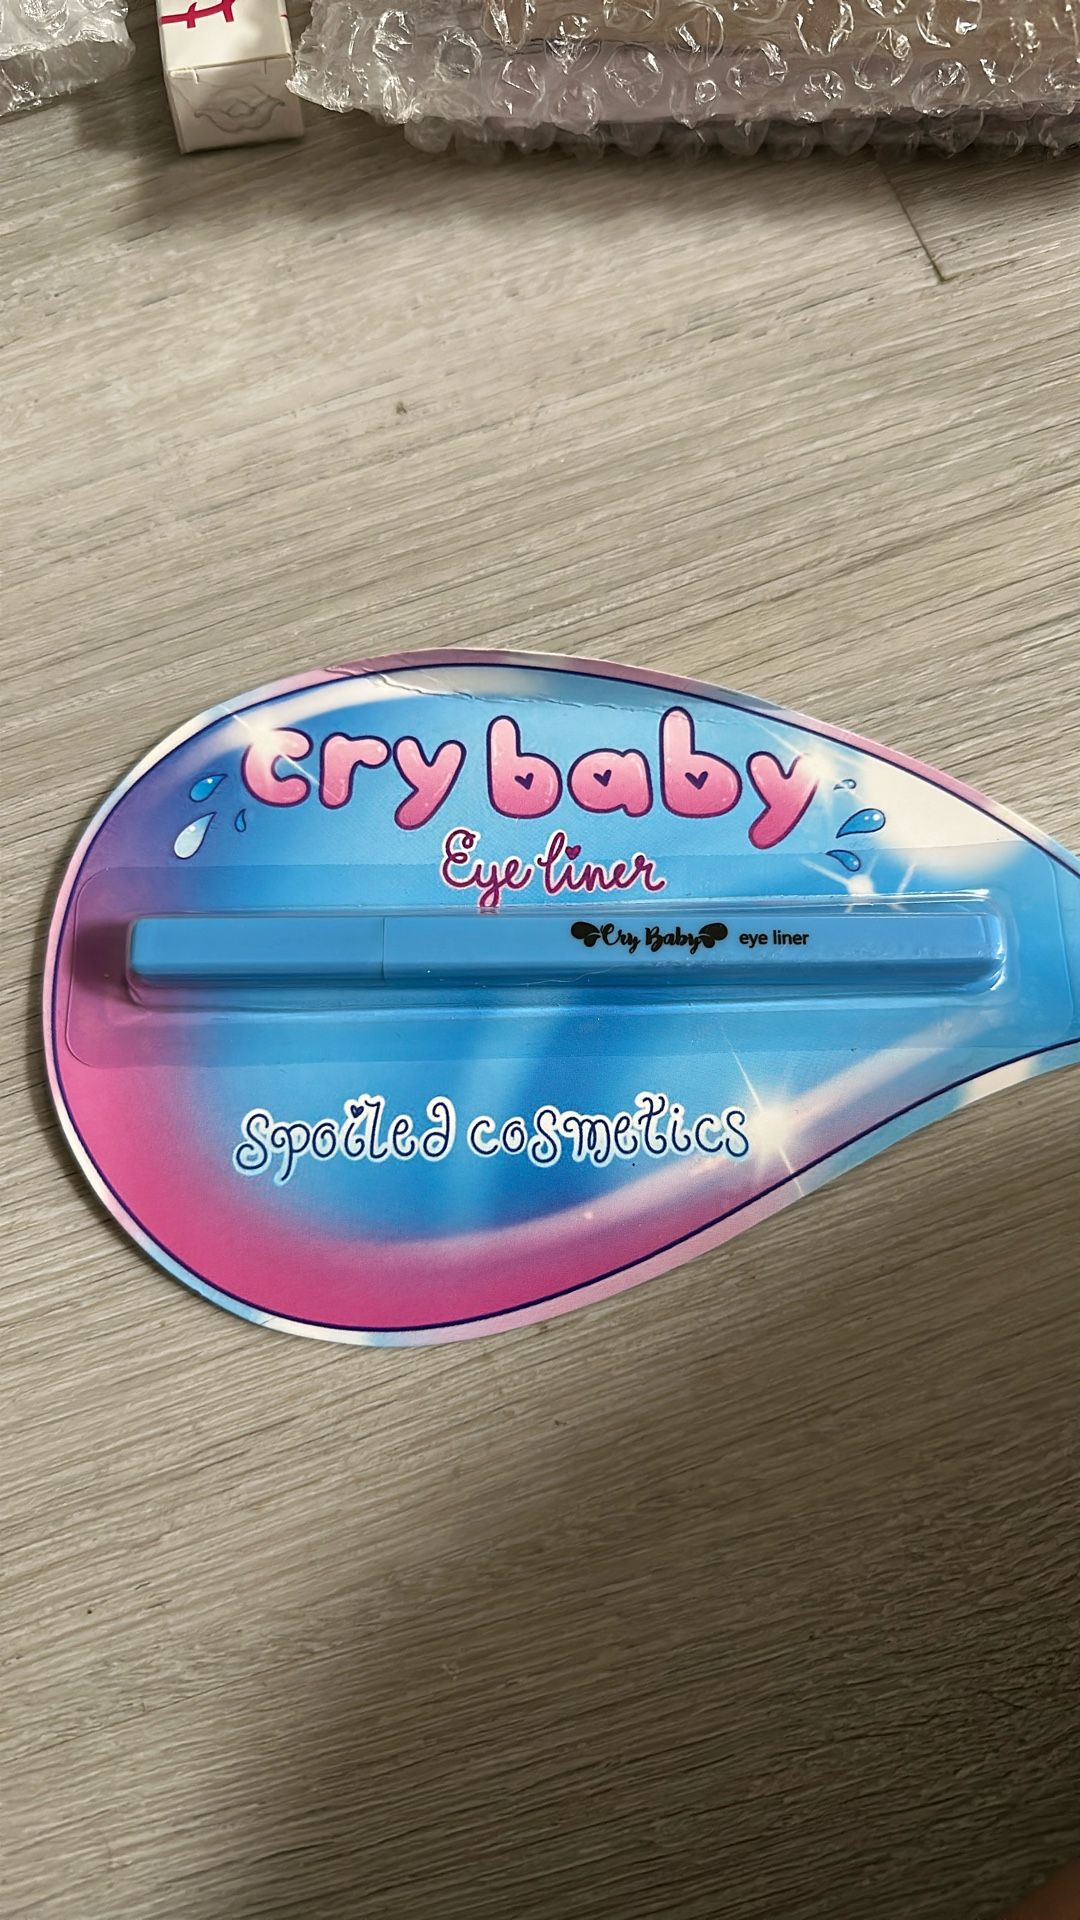 cry baby
Eye liner
Cry Baby eye liner
spoiled cosmetics